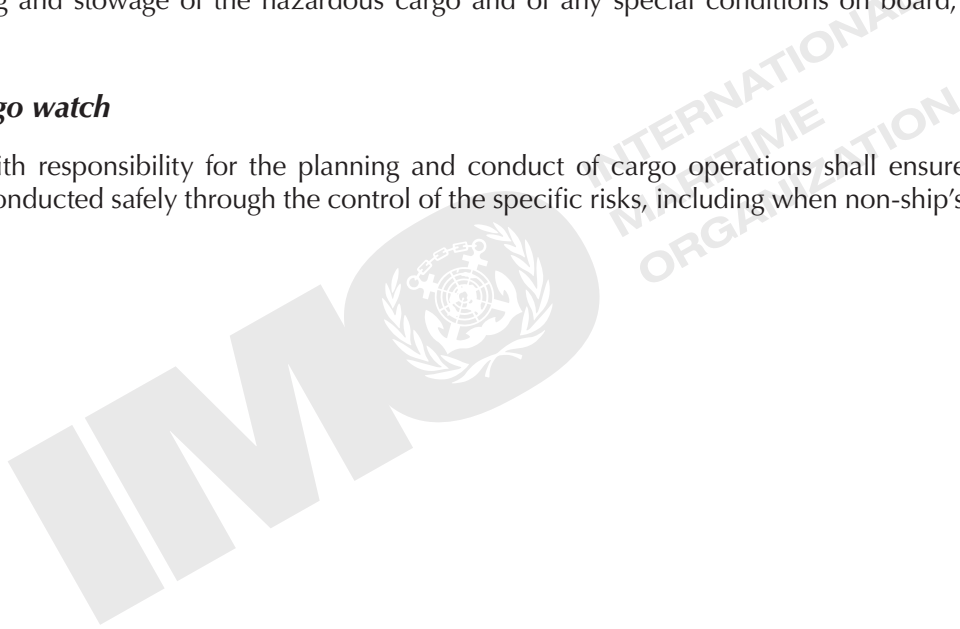 g and stowage of the hazardous cargo and of any special conditions on board,
go watch
ith responsibility for the planning and conduct of cargo operations shall ensure
onducted safely through the control of the specific risks, including when non-ship's
INTERNATIONAL
MARITIME
ORGANIZATION
IMO